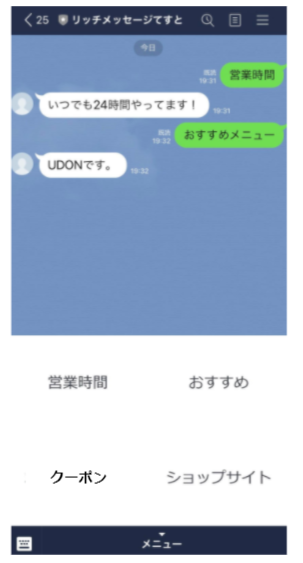 25 リッチメッセージてすと
今日
既読
19:31
営業時間
いつでも24時間やってます！
19:31
既読
19:32
おすすめメニュー
UDONです。
19:32
営業時間 おすすめ
クーポン ショップサイト
メニュー